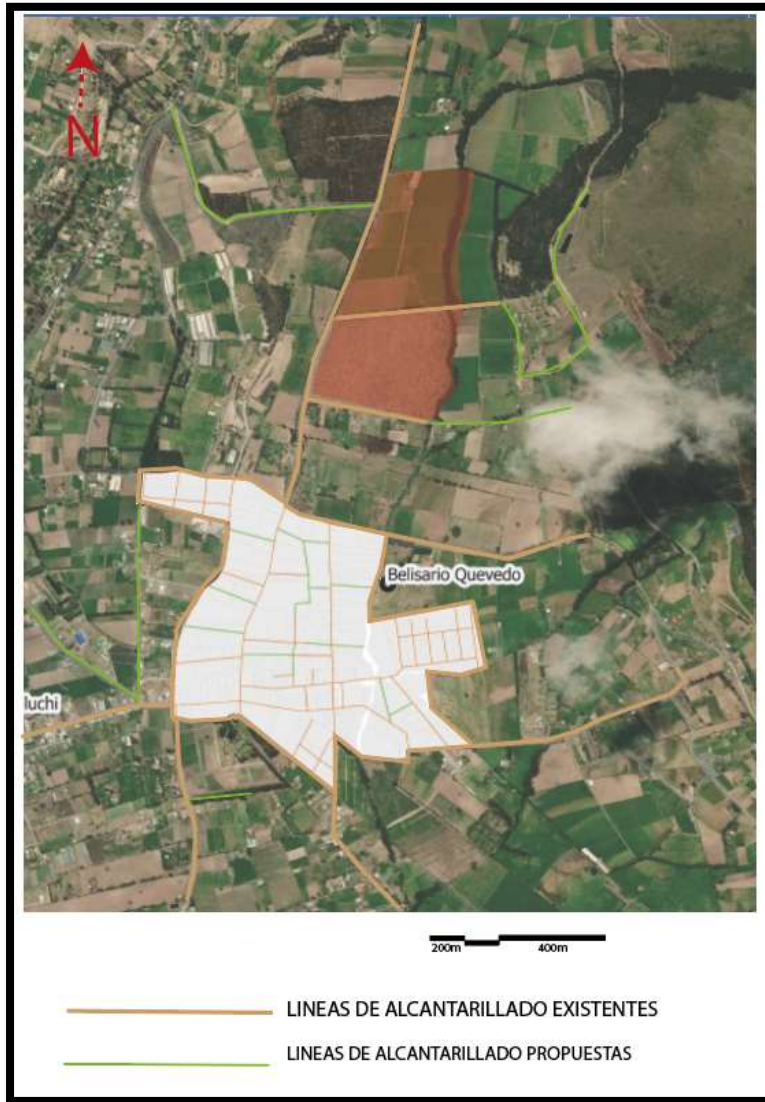 N
Belisario Quevedo
luchi
200m 400m
LINEAS DE ALCANTARILLADO EXISTENTES
LINEAS DE ALCANTARILLADO PROPUESTAS